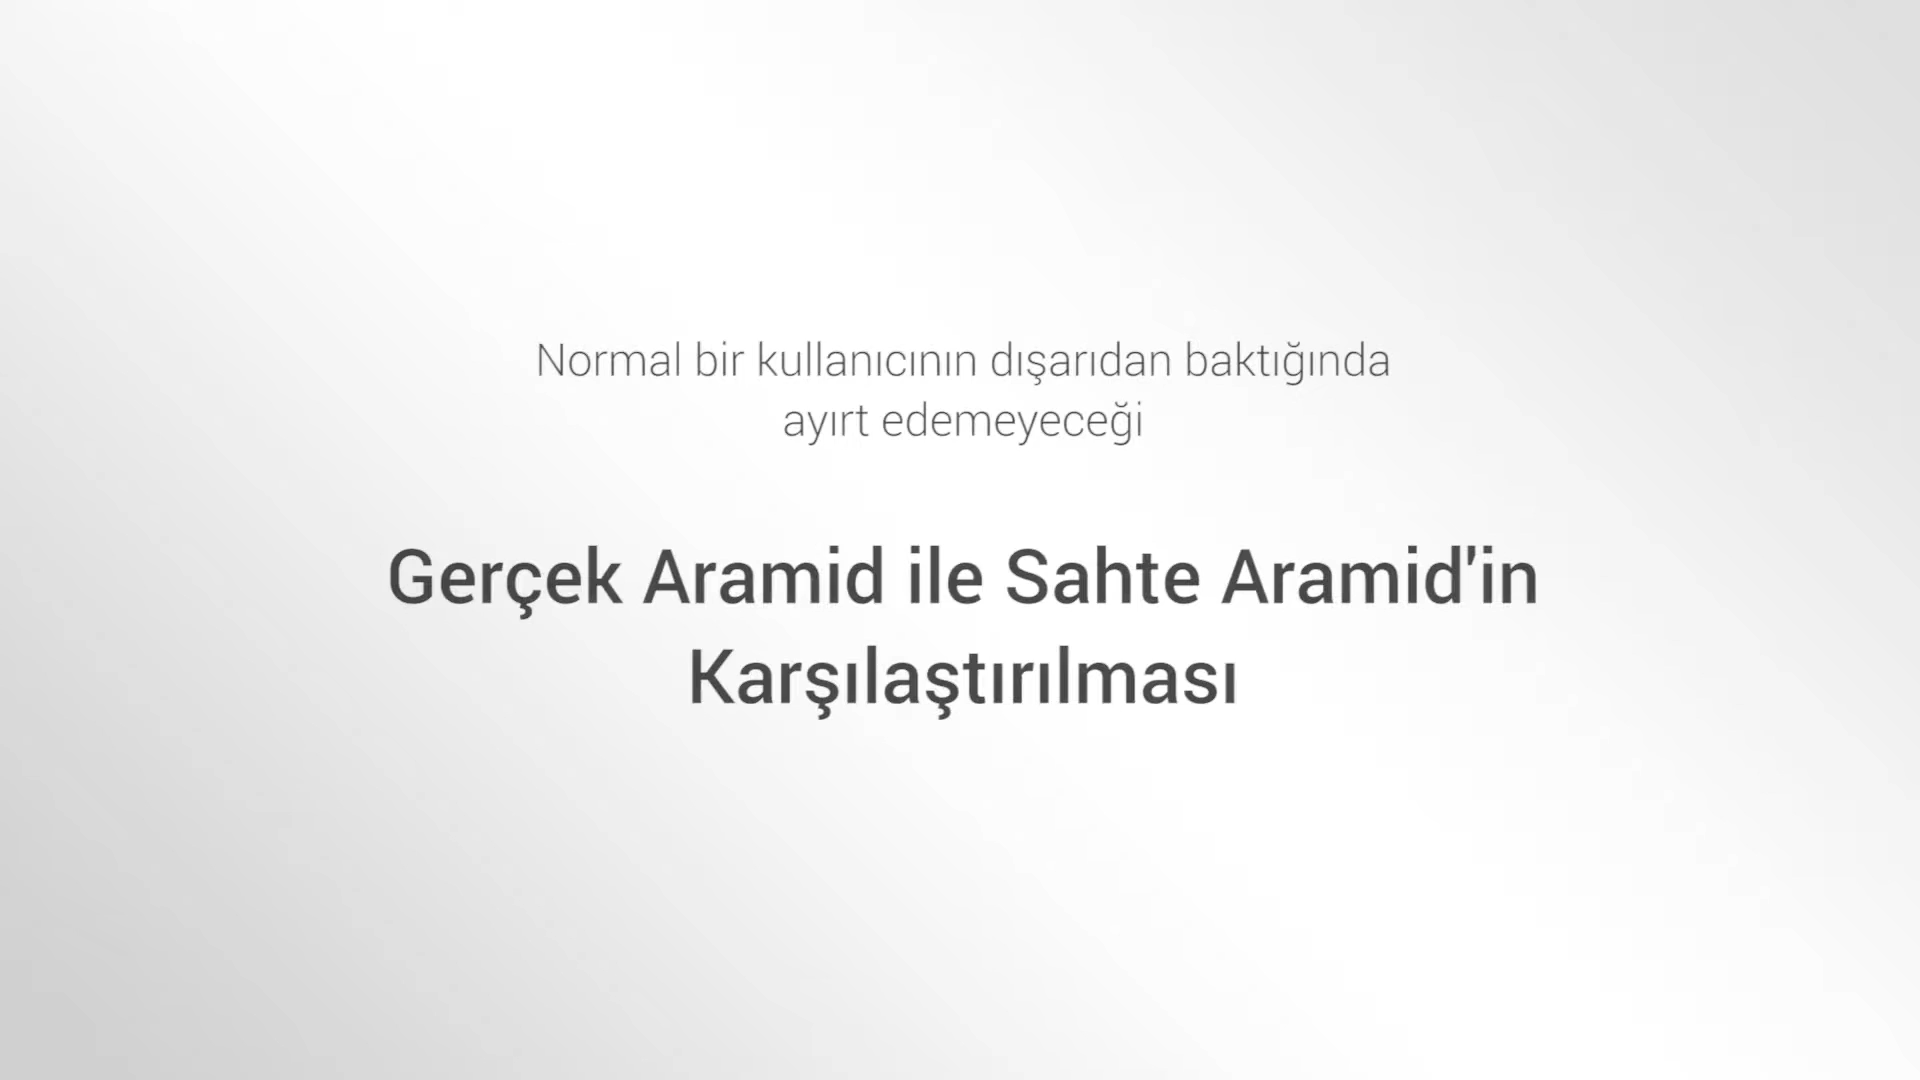 Normal bir kullanıcının dışarıdan baktığında
ayırt edemeyeceği
Gerçek Aramid ile Sahte Aramid'in
Karşılaştırılması